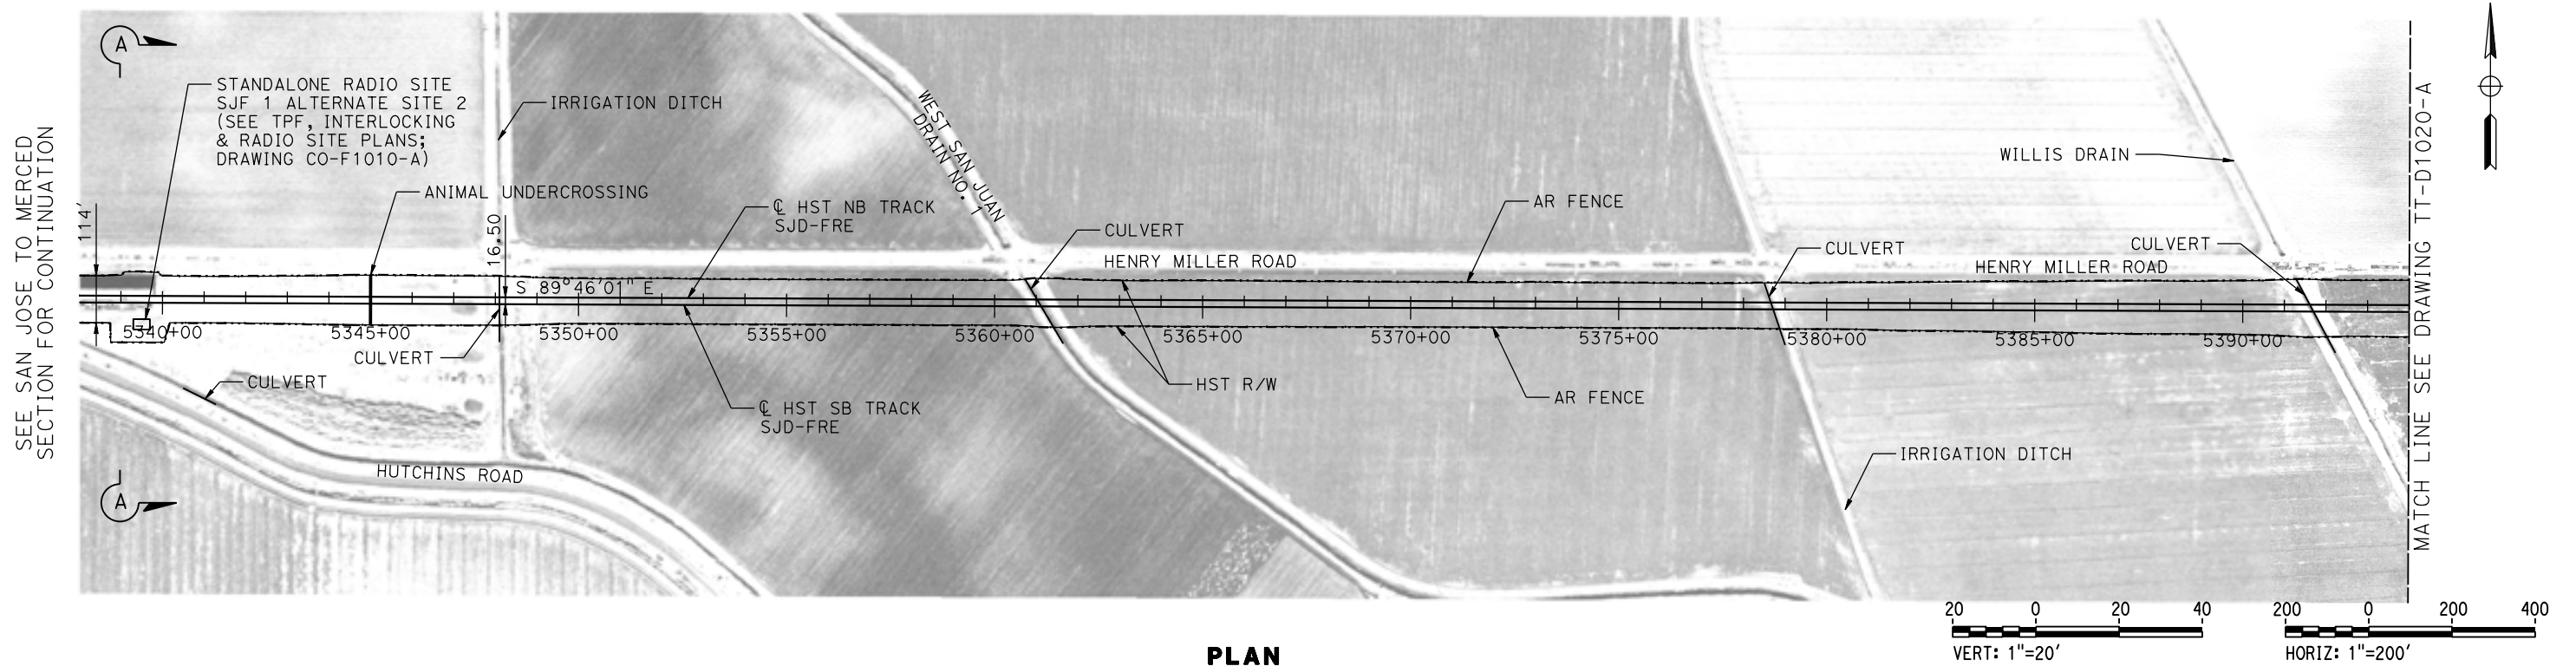 A
STANDALONE RADIO SITE
SJF 1 ALTERNATE SITE 2
(SEE TPF, INTERLOCKING
& RADIO SITE PLANS;
DRAWING CO-F1010-A)
IRRIGATION DITCH
ANIMAL UNDERCROSSING
SEE SAN JOSE TO MERCED
SECTION FOR CONTINUATION
114'
16.50
℄ HST NB TRACK
SJD-FRE
WEST SAN JUAN
DRAIN NO. 1
CULVERT
HENRY MILLER ROAD
AR FENCE
CULVERT
WILLIS DRAIN
CULVERT
HENRY MILLER ROAD
S 89°46'01" E
5340+00
5345+00
5350+00
5355+00
5360+00
5365+00
5370+00
5375+00
5380+00
5385+00
5390+00
CULVERT
CULVERT
℄ HST SB TRACK
SJD-FRE
HST R/W
AR FENCE
IRRIGATION DITCH
HUTCHINS ROAD
A
MATCH LINE SEE DRAWING TT-D1020-A
20 0 20 40
VERT: 1"=20'
200 0 200 400
HORIZ: 1"=200'
PLAN